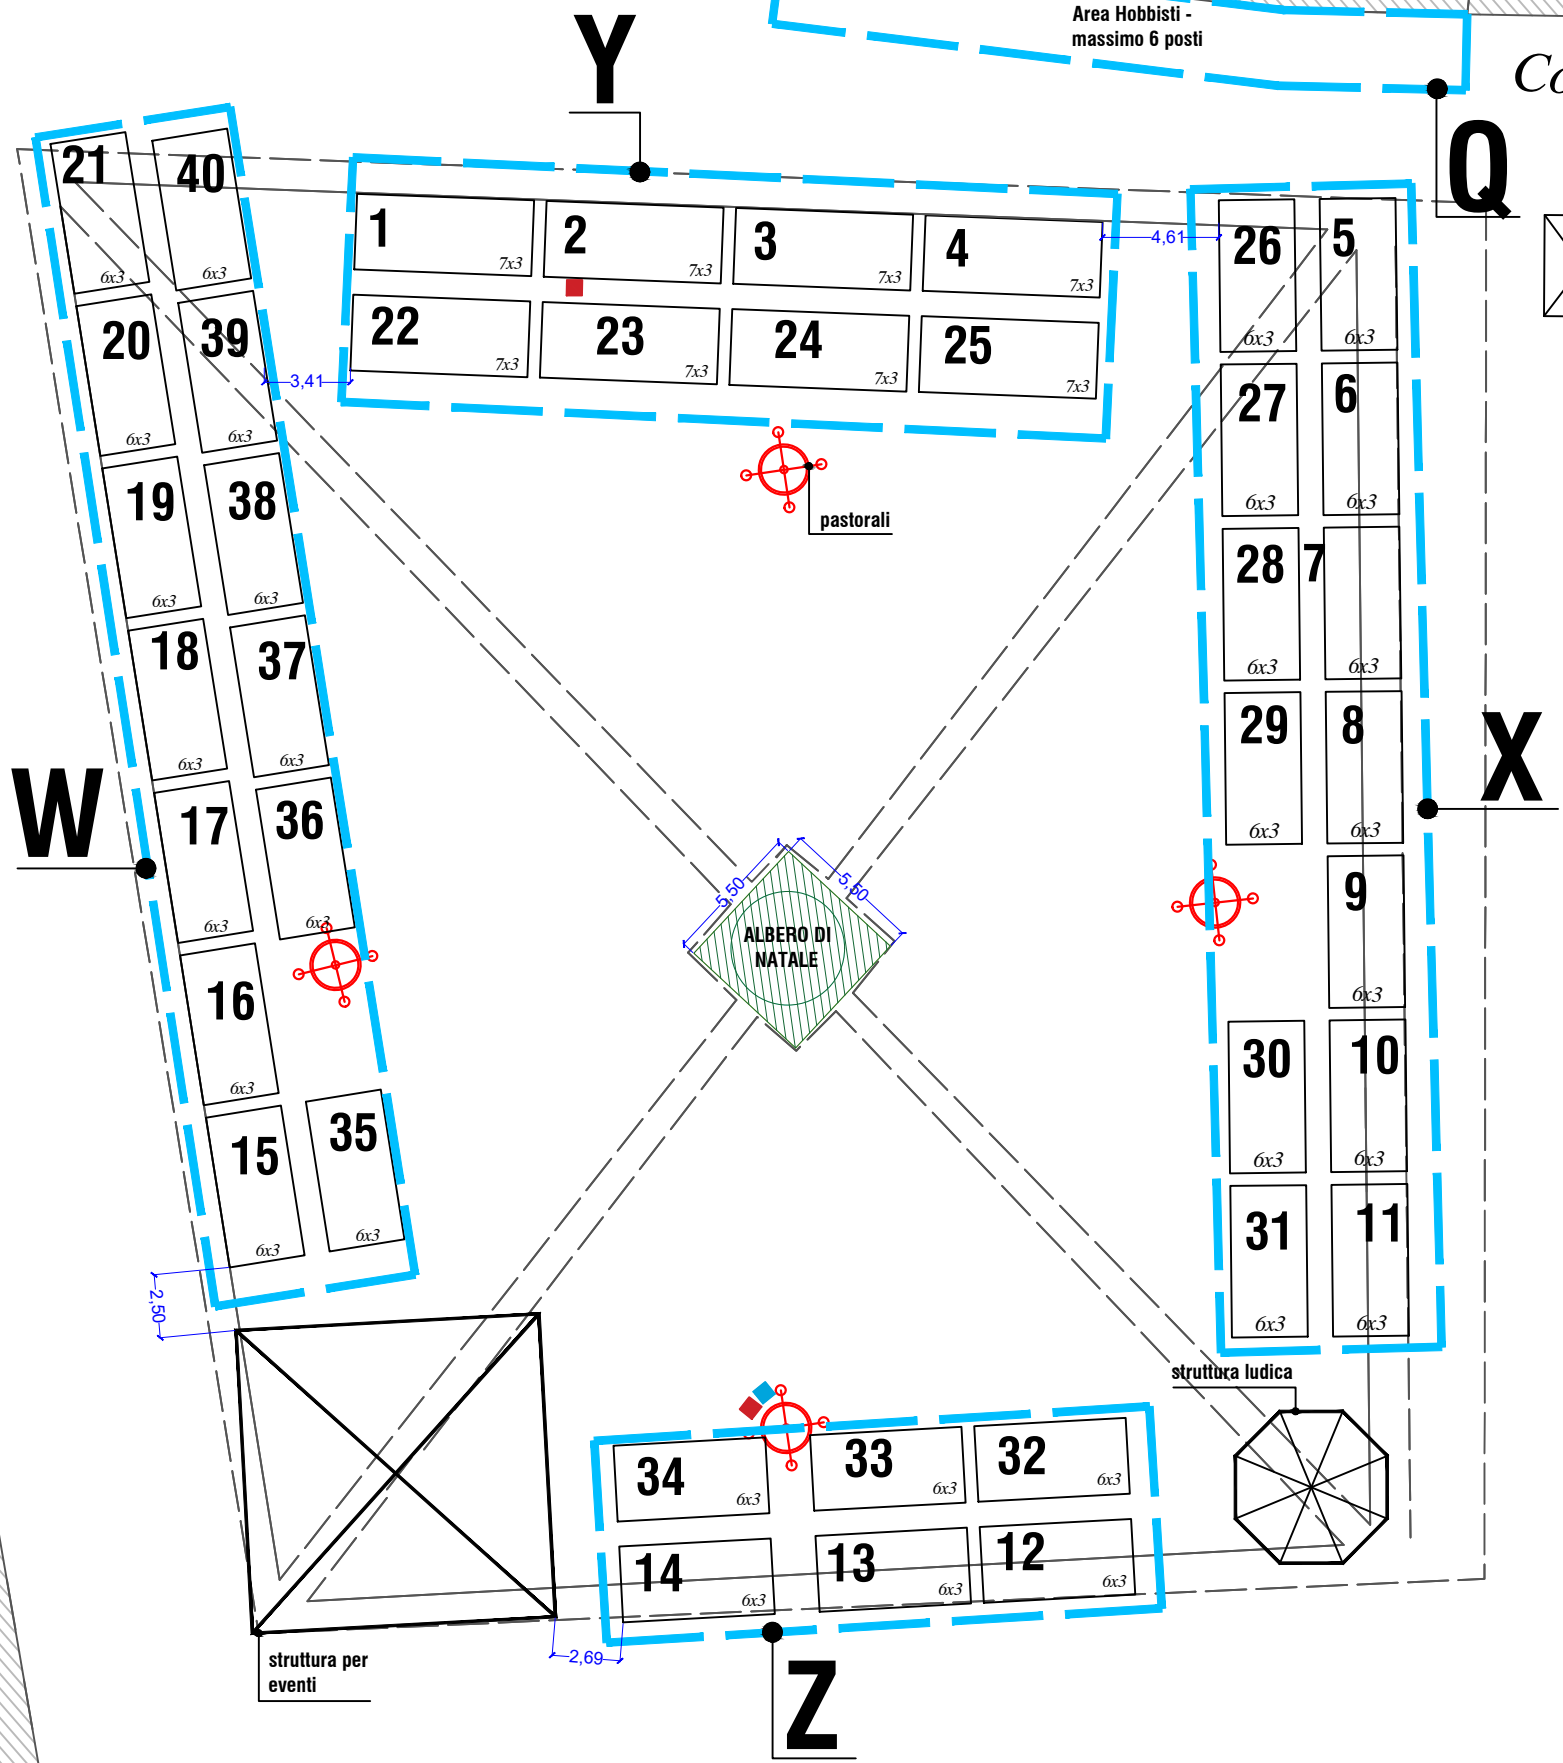 Area Hobbisti -
massimo 6 posti
Co
Y
Q
21
6x3
40
6x3
20
6x3
39
6x3
19
6x3
38
6x3
18
6x3
37
6x3
17
6x3
36
6x3
16
6x3
15
6x3
35
6x3
W
3,41
1
7x3
2
7x3
3
7x3
4
7x3
22
7x3
23
7x3
24
7x3
25
7x3
4,61
pastorali
26
6x3
5
6x3
27
6x3
6
6x3
28
6x3
7
6x3
29
6x3
8
6x3
9
6x3
30
6x3
10
6x3
31
6x3
11
6x3
X
5,50
5,50
ALBERO DI
NATALE
2,50
struttura ludica
34
6x3
33
6x3
32
6x3
14
6x3
13
6x3
12
6x3
2,69
struttura per
eventi
Z